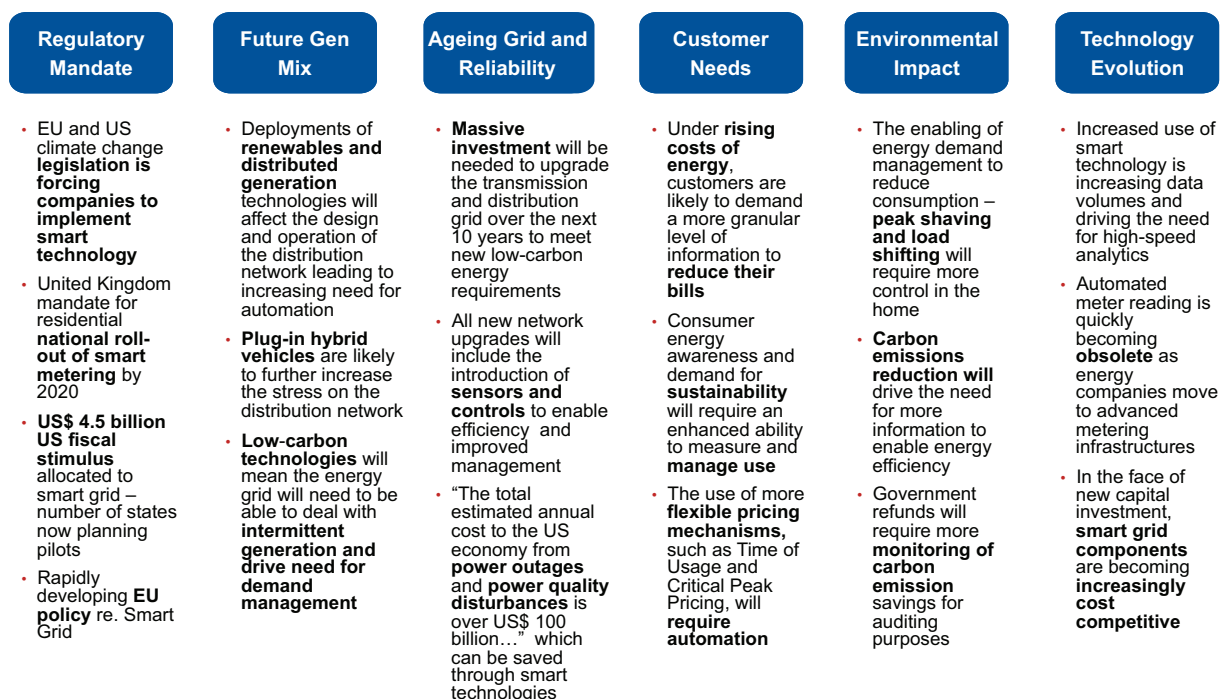 Regulatory
Mandate
• EU and US
climate change
legislation is
forcing
companies to
implement
smart
technology
• United Kingdom
mandate for
residential
national roll-
out of smart
metering by
2020
• US$ 4.5 billion
US fiscal
stimulus
allocated to
smart grid –
number of states
now planning
pilots
• Rapidly
developing EU
policy re. Smart
Grid
Future Gen
Mix
• Deployments of
renewables and
distributed
generation
technologies will
affect the design
and operation of
the distribution
network leading to
increasing need for
automation
• Plug-in hybrid
vehicles are likely
to further increase
the stress on the
distribution network
• Low-carbon
technologies will
mean the energy
grid will need to be
able to deal with
intermittent
generation and
drive need for
demand
management
Ageing Grid and
Reliability
• Massive
investment will be
needed to upgrade
the transmission
and distribution
grid over the next
10 years to meet
new low-carbon
energy
requirements
• All new network
upgrades will
include the
introduction of
sensors and
controls to enable
efficiency and
improved
management
• “The total
estimated annual
cost to the US
economy from
power outages
and power quality
disturbances is
over US$ 100
billion…” which
can be saved
through smart
technologies
Customer
Needs
• Under rising
costs of
energy,
customers are
likely to demand
a more granular
level of
information to
reduce their
bills
• Consumer
energy
awareness and
demand for
sustainability
will require an
enhanced ability
to measure and
manage use
• The use of more
flexible pricing
mechanisms,
such as Time of
Usage and
Critical Peak
Pricing, will
require
automation
Environmental
Impact
• The enabling of
energy demand
management to
reduce
consumption –
peak shaving
and load
shifting will
require more
control in the
home
• Carbon
emissions
reduction will
drive the need
for more
information to
enable energy
efficiency
• Government
refunds will
require more
monitoring of
carbon
emission
savings for
auditing
purposes
Technology
Evolution
• Increased use of
smart
technology is
increasing data
volumes and
driving the need
for high-speed
analytics
• Automated
meter reading is
quickly
becoming
obsolete as
energy
companies move
to advanced
metering
infrastructures
• In the face of
new capital
investment,
smart grid
components
are becoming
increasingly
cost
competitive